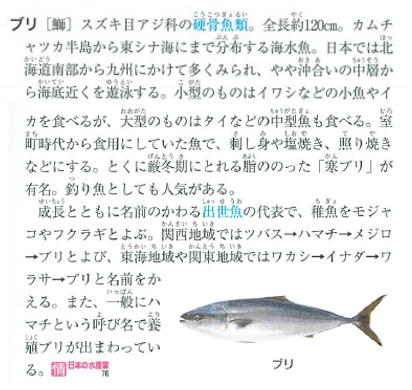 ブリ［鰤］スズキ目アジ科の硬骨魚類。全長約120cm。カムチ
ャツカ半島から東シナ海にまで分布する海水魚。日本では北
海道南部から九州にかけて多くみられ、やや沖合いの中層か
ら海底近くを遊泳する。小型のものはイワシなどの小魚やイ
カを食べるが、大型のものはタイなどの中型魚も食べる。室
町時代から食用にしていた魚で、刺し身や塩焼き、照り焼き
などにする。とくに厳冬期にとれる脂ののった「寒ブリ」が
有名。釣り魚としても人気がある。
成長とともに名前のかわる出世魚の代表で、稚魚をモジャ
コやフクラギとよぶ。関西地域ではツバス→ハマチ→メジロ
→ブリとよび、東海地域や関東地域ではワカシ→イナダ→ワ
ラサ→ブリと名前をか
える。また、一般にハ
マチという呼び名で養
殖ブリが出まわってい
る。情日本の水産業76
ブリ